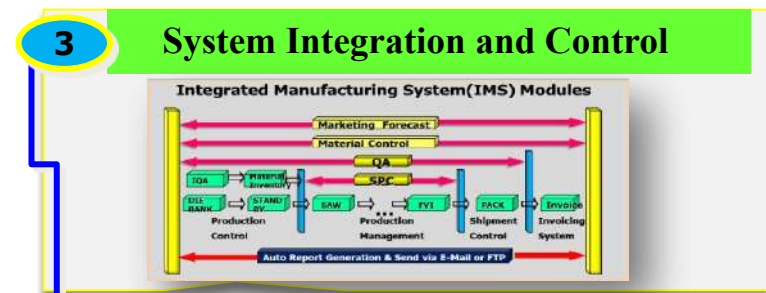 3
System Integration and Control
Integrated Manufacturing System(IMS) Modules
Marketing Forecast
Material Control
QA
SPC
IQA
Material
Inventory
DIE
BANK
STAND
BY
SAW
...
FVI
PACK
Invoice
Production
Control
Production
Management
Shipment
Control
Invoicing
System
Auto Report Generation & Send via E-Mail or FTP